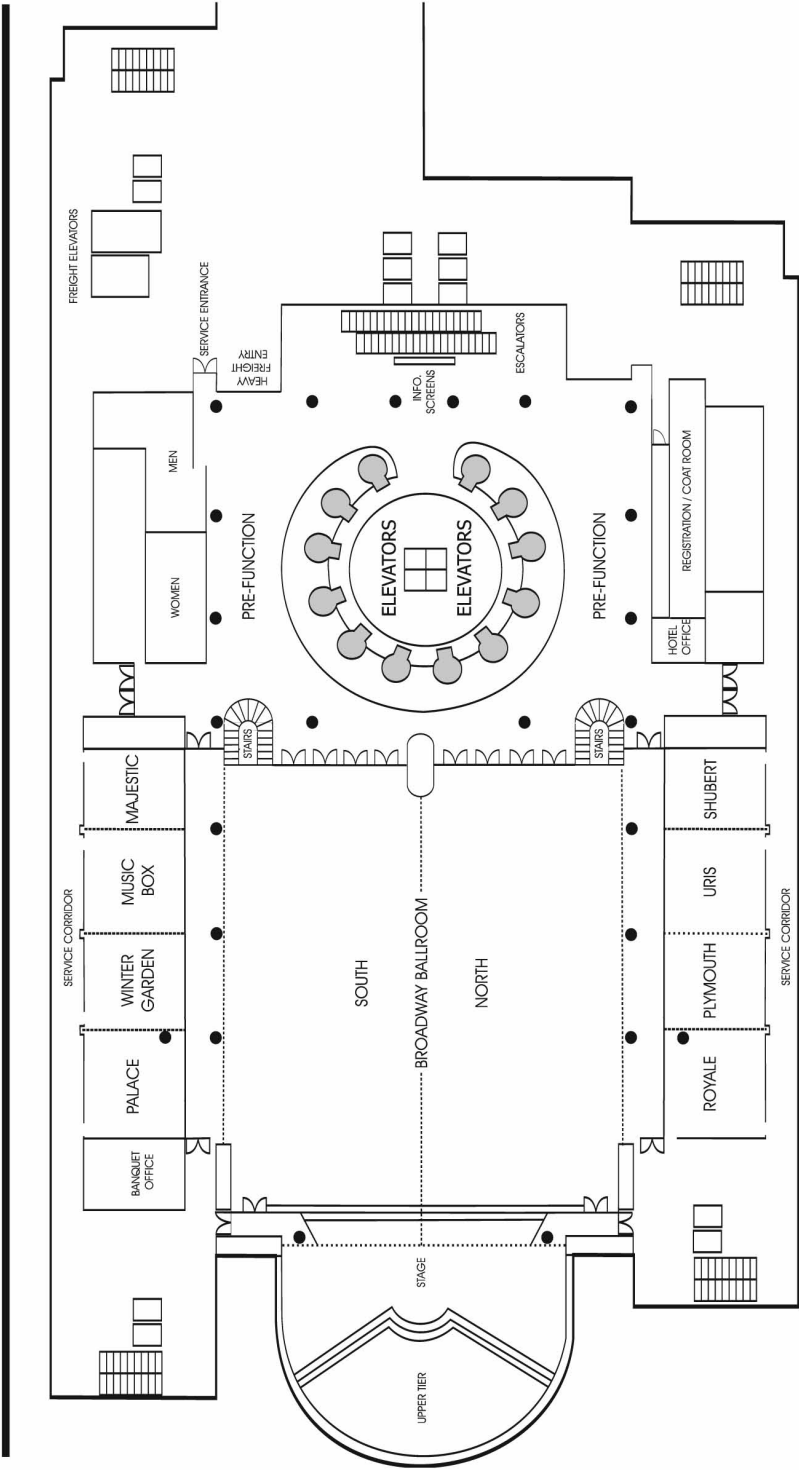 FREIGHT ELEVATORS
SERVICE ENTRANCE
HEAVY
FREIGHT
ENTRY
INFO.
SCREENS
ESCALATORS
MEN
WOMEN
PRE-FUNCTION
ELEVATORS
ELEVATORS
PRE-FUNCTION
REGISTRATION / COAT ROOM
HOTEL
OFFICE
STAIRS
STAIRS
MAJESTIC
MUSIC
BOX
WINTER
GARDEN
PALACE
BANQUET
OFFICE
SERVICE CORRIDOR
SOUTH
BROADWAY BALLROOM
NORTH
SHUBERT
URIS
PLYMOUTH
ROYALE
SERVICE CORRIDOR
STAGE
UPPER TIER